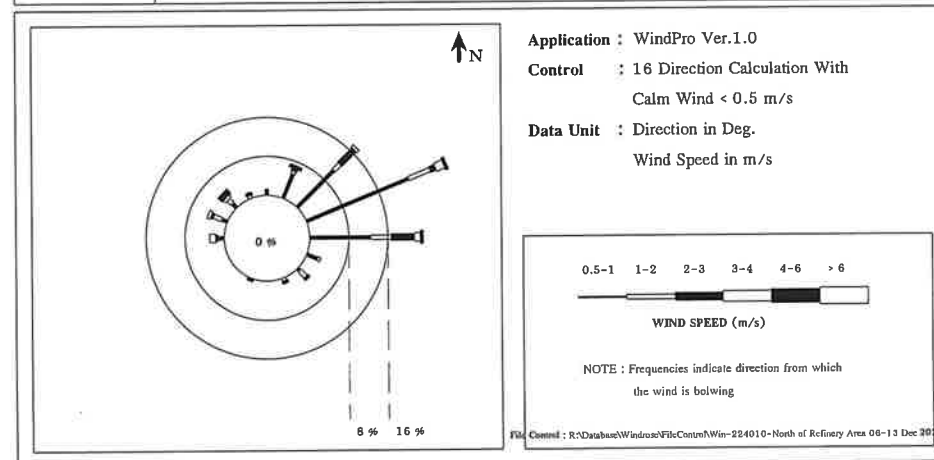 N
Application : WindPro Ver.1.0
Control : 16 Direction Calculation With
Calm Wind < 0.5 m/s
Data Unit : Direction in Deg.
Wind Speed in m/s
0 %
8 % 16 %
0.5-1 1-2 2-3 3-4 4-6 > 6
WIND SPEED (m/s)
NOTE : Frequencies indicate direction from which
the wind is bolwing
File Control : R:\Database\Windrose\FileControl\Win-224010-North of Refinery Area 06-13 Dec